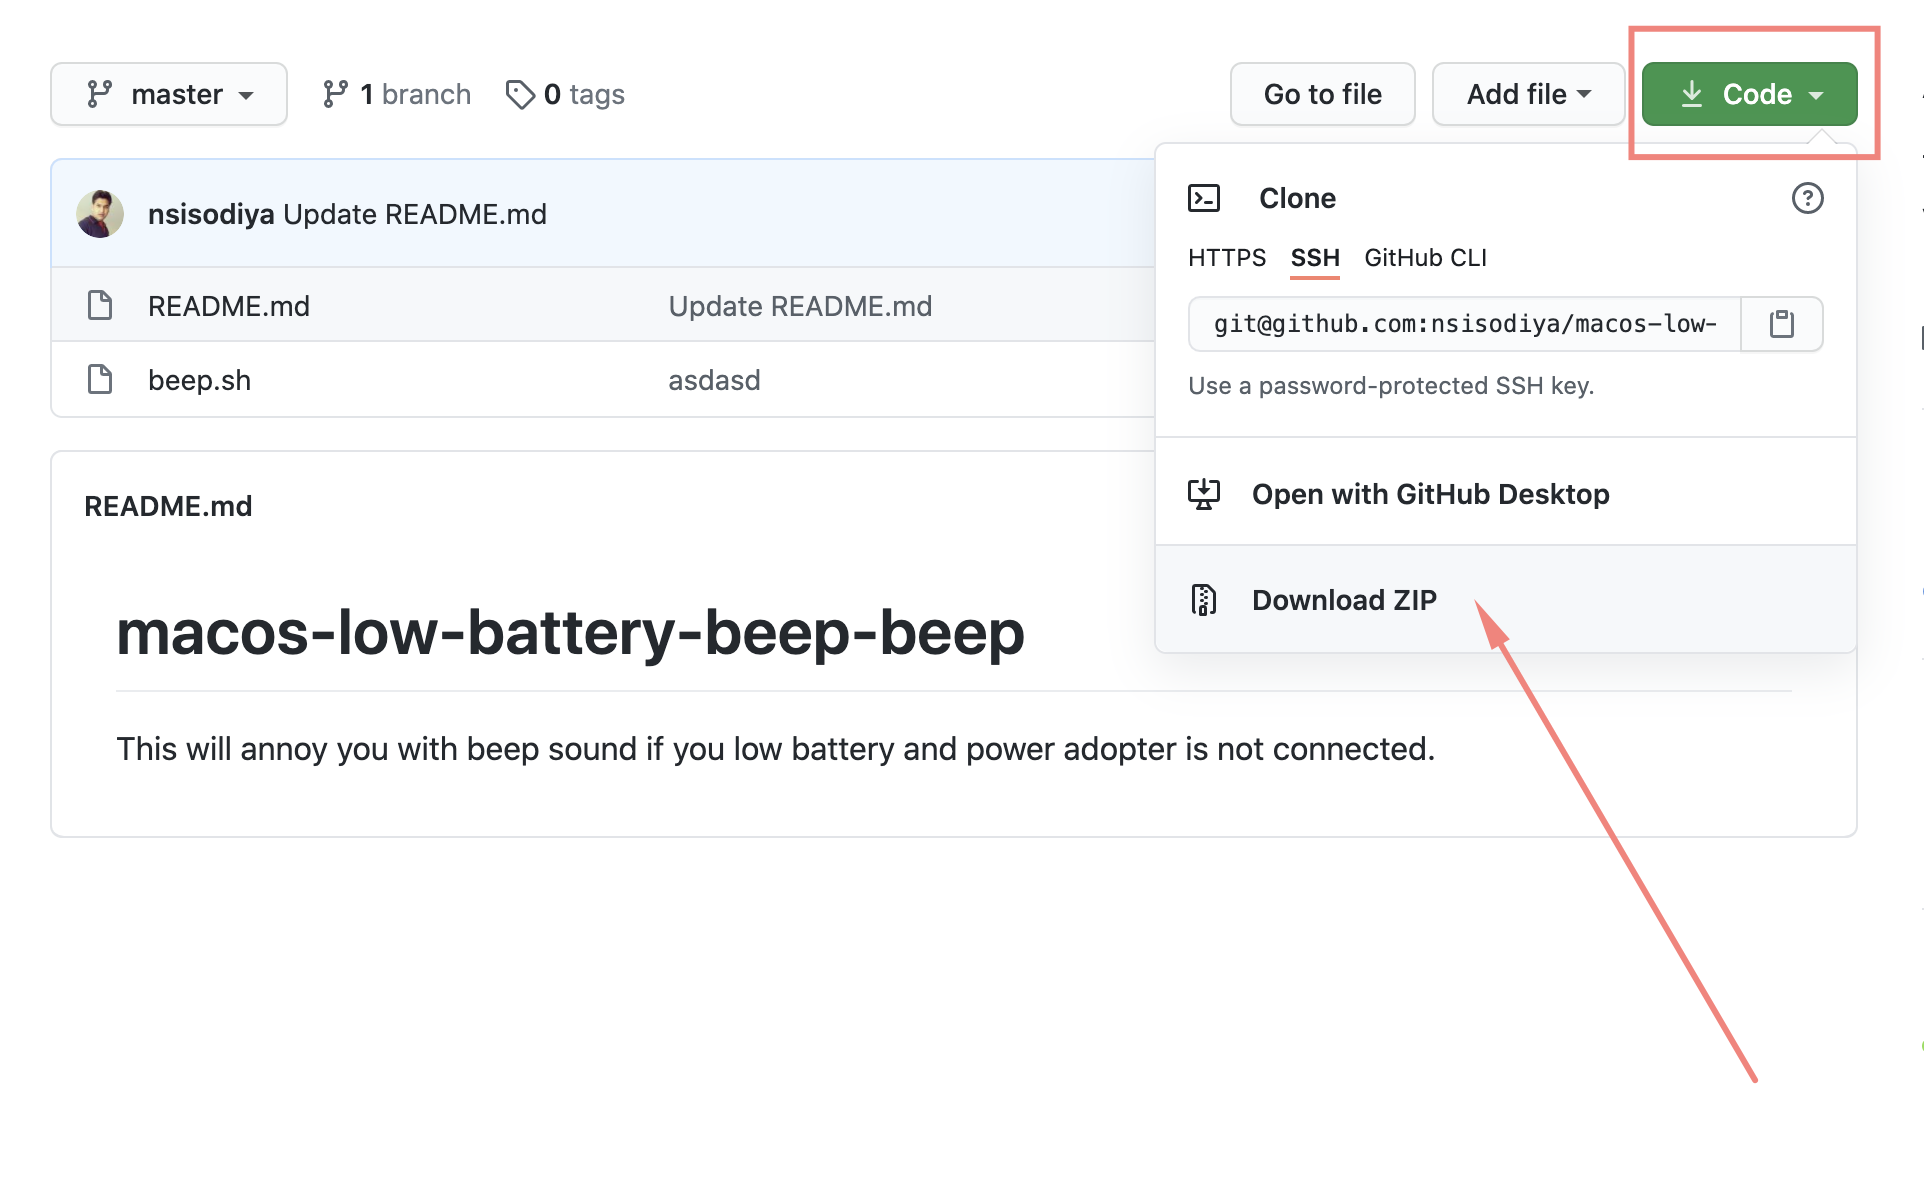 master 1 branch 0 tags Go to file Add file Code
Clone
HTTPS SSH GitHub CLI
git@github.com:nsisodiya/macos-low-
Use a password-protected SSH key.
Open with GitHub Desktop
Download ZIP
nsisodiya Update README.md
README.md Update README.md
beep.sh asdasd
README.md
macos-low-battery-beep-beep
This will annoy you with beep sound if you low battery and power adopter is not connected.